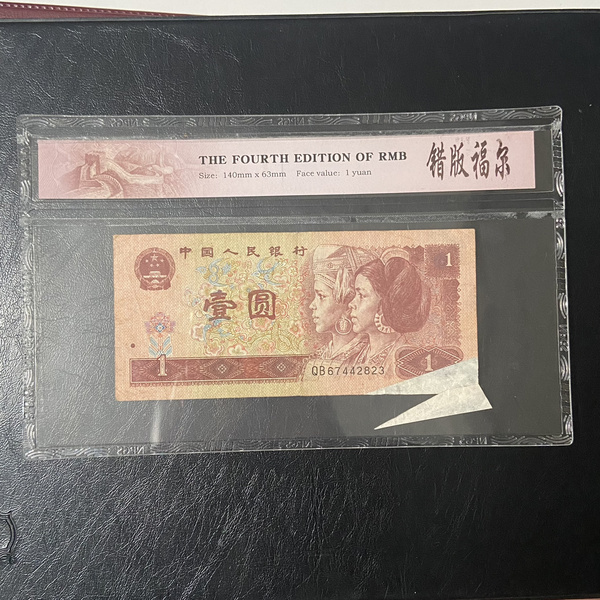 THE FOURTH EDITION OF RMB
Size: 140mm x 63mm Face value: 1 yuan
错版福尔
中国人民银行
1
壹圆
1
QB67442823
1